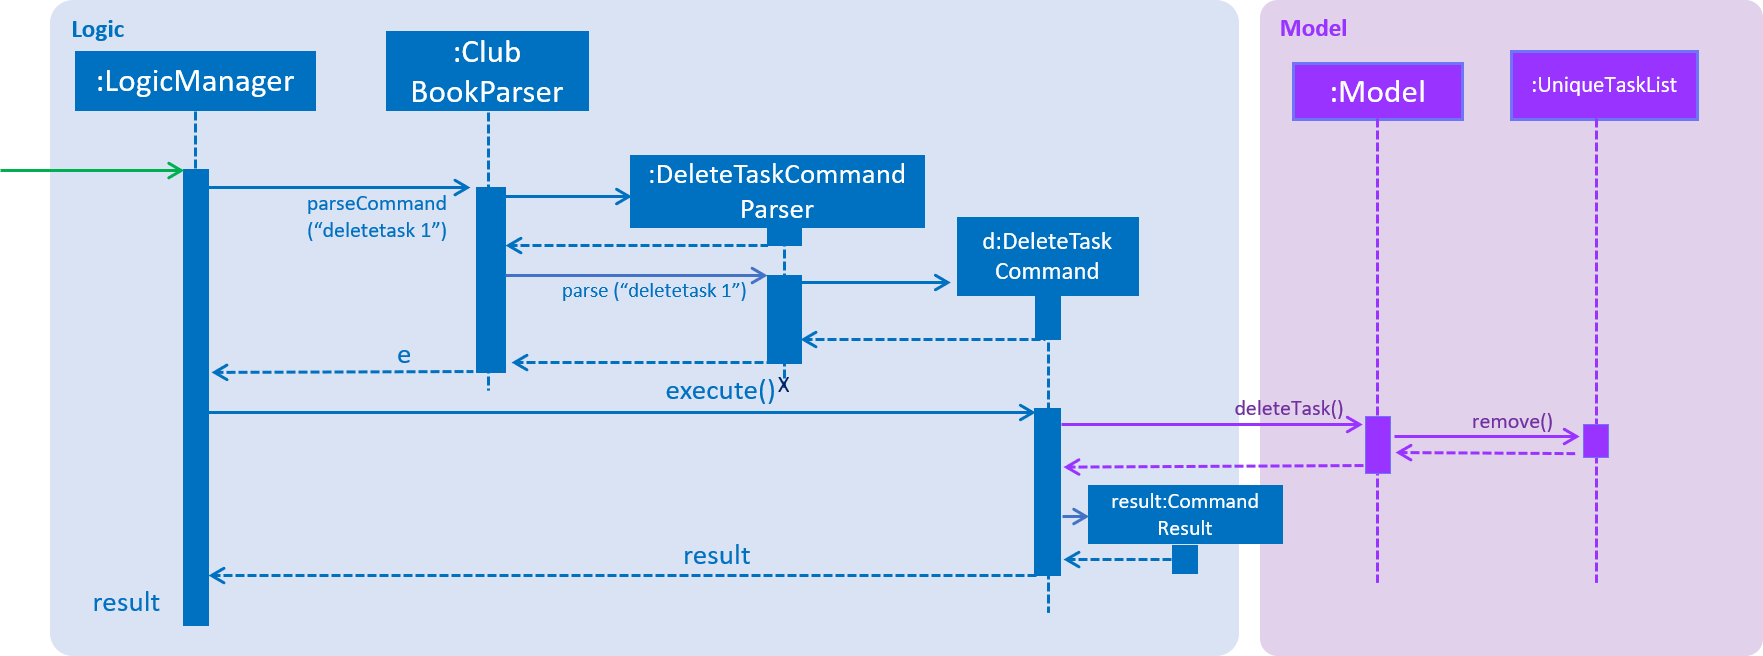 Logic
Model
:LogicManager
:Club
BookParser
:Model
:UniqueTaskList
:DeleteTaskCommand
Parser
parseCommand
(“deletetask 1”)
d:DeleteTask
Command
parse (“deletetask 1”)
e
execute()
X
deleteTask()
remove()
result:Command
Result
result
result